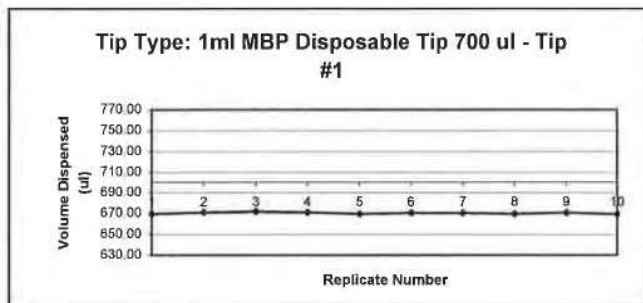 Tip Type: 1ml MBP Disposable Tip 700 ul - Tip
#1
Volume Dispensed
(ul)
770.00
750.00
730.00
710.00
690.00
670.00
650.00
630.00
1 2 3 4 5 6 7 8 9 10
Replicate Number